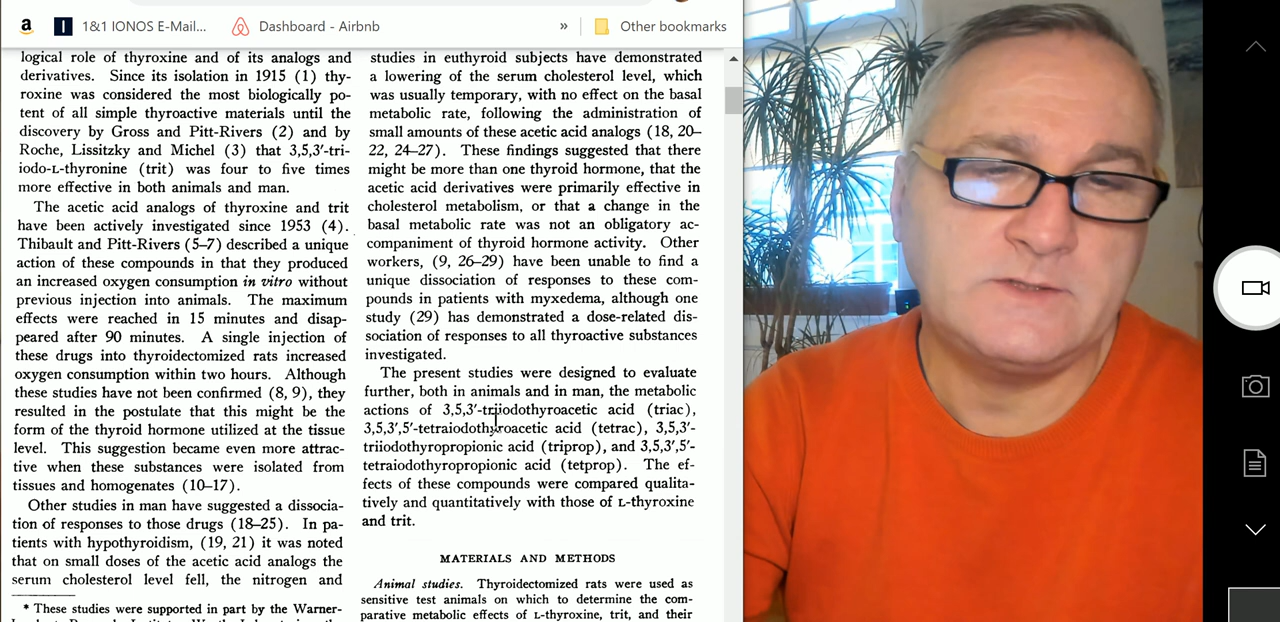 1&1 IONOS E-Mail...
Dashboard - Airbnb
»
Other bookmarks
logical role of thyroxine and of its analogs and
derivatives. Since its isolation in 1915 (1) thy-
roxine was considered the most biologically po-
tent of all simple thyroactive materials until the
discovery by Gross and Pitt-Rivers (2) and by
Roche, Lissitzky and Michel (3) that 3,5,3'-tri-
iodo-L-thyronine (trit) was four to five times
more effective in both animals and man.
The acetic acid analogs of thyroxine and trit
have been actively investigated since 1953 (4).
Thibault and Pitt-Rivers (5–7) described a unique
action of these compounds in that they produced
an increased oxygen consumption in vitro without
previous injection into animals. The maximum
effects were reached in 15 minutes and disap-
peared after 90 minutes. A single injection of
these drugs into thyroidectomized rats increased
oxygen consumption within two hours. Although
these studies have not been confirmed (8, 9), they
resulted in the postulate that this might be the
form of the thyroid hormone utilized at the tissue
level. This suggestion became even more attrac-
tive when these substances were isolated from
tissues and homogenates (10–17).
Other studies in man have suggested a dissocia-
tion of responses to those drugs (18–25). In pa-
tients with hypothyroidism, (19, 21) it was noted
that on small doses of the acetic acid analogs the
serum cholesterol level fell, the nitrogen and
* These studies were supported in part by the Warner-
studies in euthyroid subjects have demonstrated
a lowering of the serum cholesterol level, which
was usually temporary, with no effect on the basal
metabolic rate, following the administration of
small amounts of these acetic acid analogs (18, 20–
22, 24–27). These findings suggested that there
might be more than one thyroid hormone, that the
acetic acid derivatives were primarily effective in
cholesterol metabolism, or that a change in the
basal metabolic rate was not an obligatory ac-
companiment of thyroid hormone activity. Other
workers, (9, 26–29) have been unable to find a
unique dissociation of responses to these com-
pounds in patients with myxedema, although one
study (29) has demonstrated a dose-related dis-
sociation of responses to all thyroactive substances
investigated.
The present studies were designed to evaluate
further, both in animals and in man, the metabolic
actions of 3,5,3'-triiodothyroacetic acid (triac),
3,5,3',5'-tetraiodothyroacetic acid (tetrac), 3,5,3'-
triiodothyropropionic acid (triprop), and 3,5,3',5'-
tetraiodothyropropionic acid (tetprop). The ef-
fects of these compounds were compared qualita-
tively and quantitatively with those of L-thyroxine
and trit.
MATERIALS AND METHODS
Animal studies. Thyroidectomized rats were used as
sensitive test animals on which to determine the com-
parative metabolic effects of L-thyroxine, trit, and their